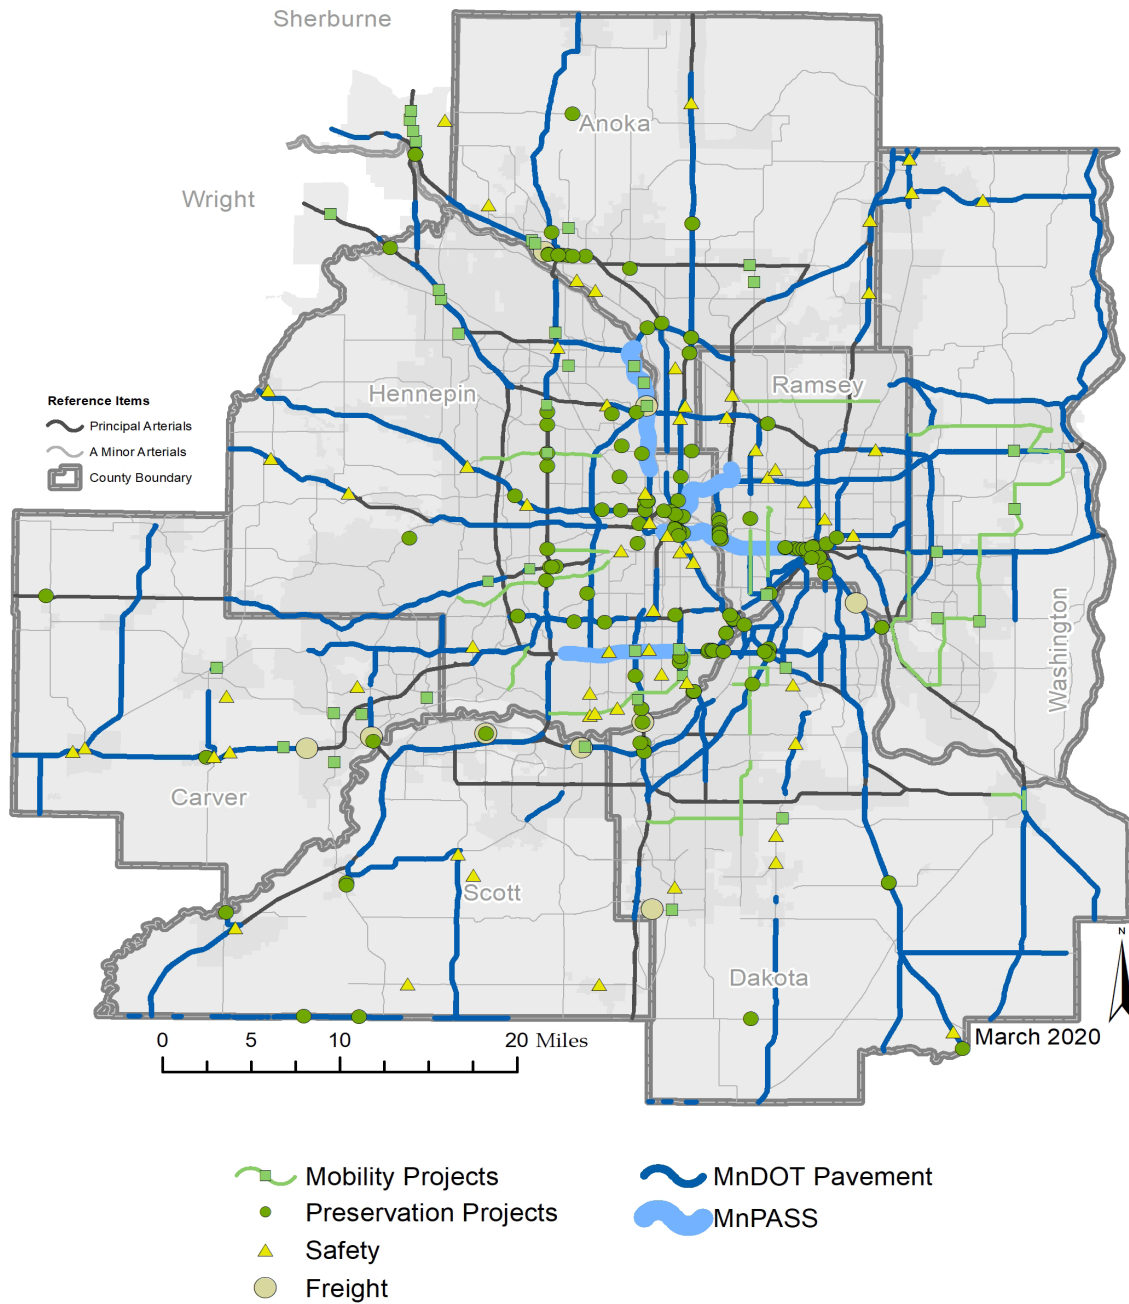 Sherburne
Anoka
Wright
Hennepin
Ramsey
Reference Items
Principal Arterials
A Minor Arterials
County Boundary
Washington
Carver
Scott
Dakota
N
March 2020
0 5 10 20 Miles
Mobility Projects
MnDOT Pavement
Preservation Projects
MnPASS
Safety
Freight